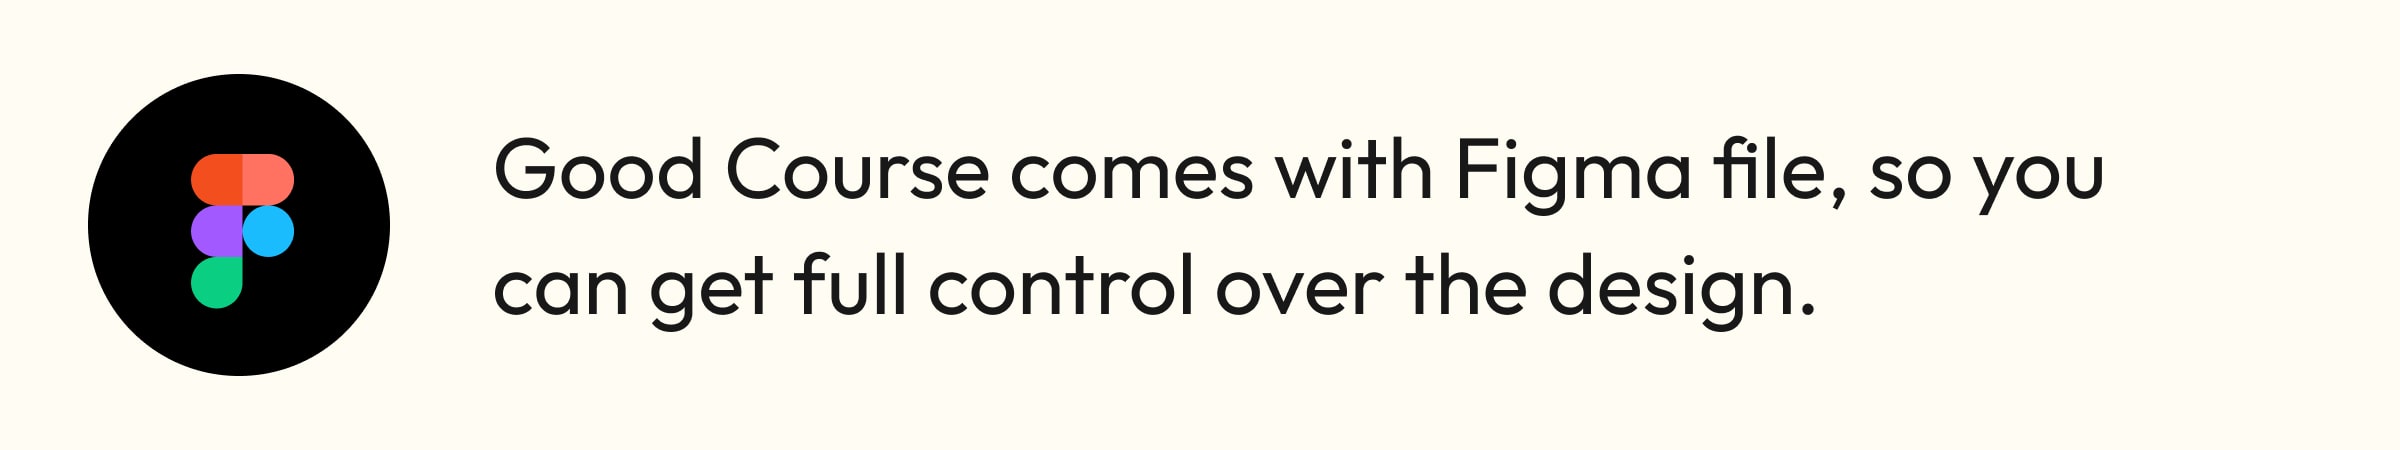 Good Course comes with Figma file, so you
can get full control over the design.